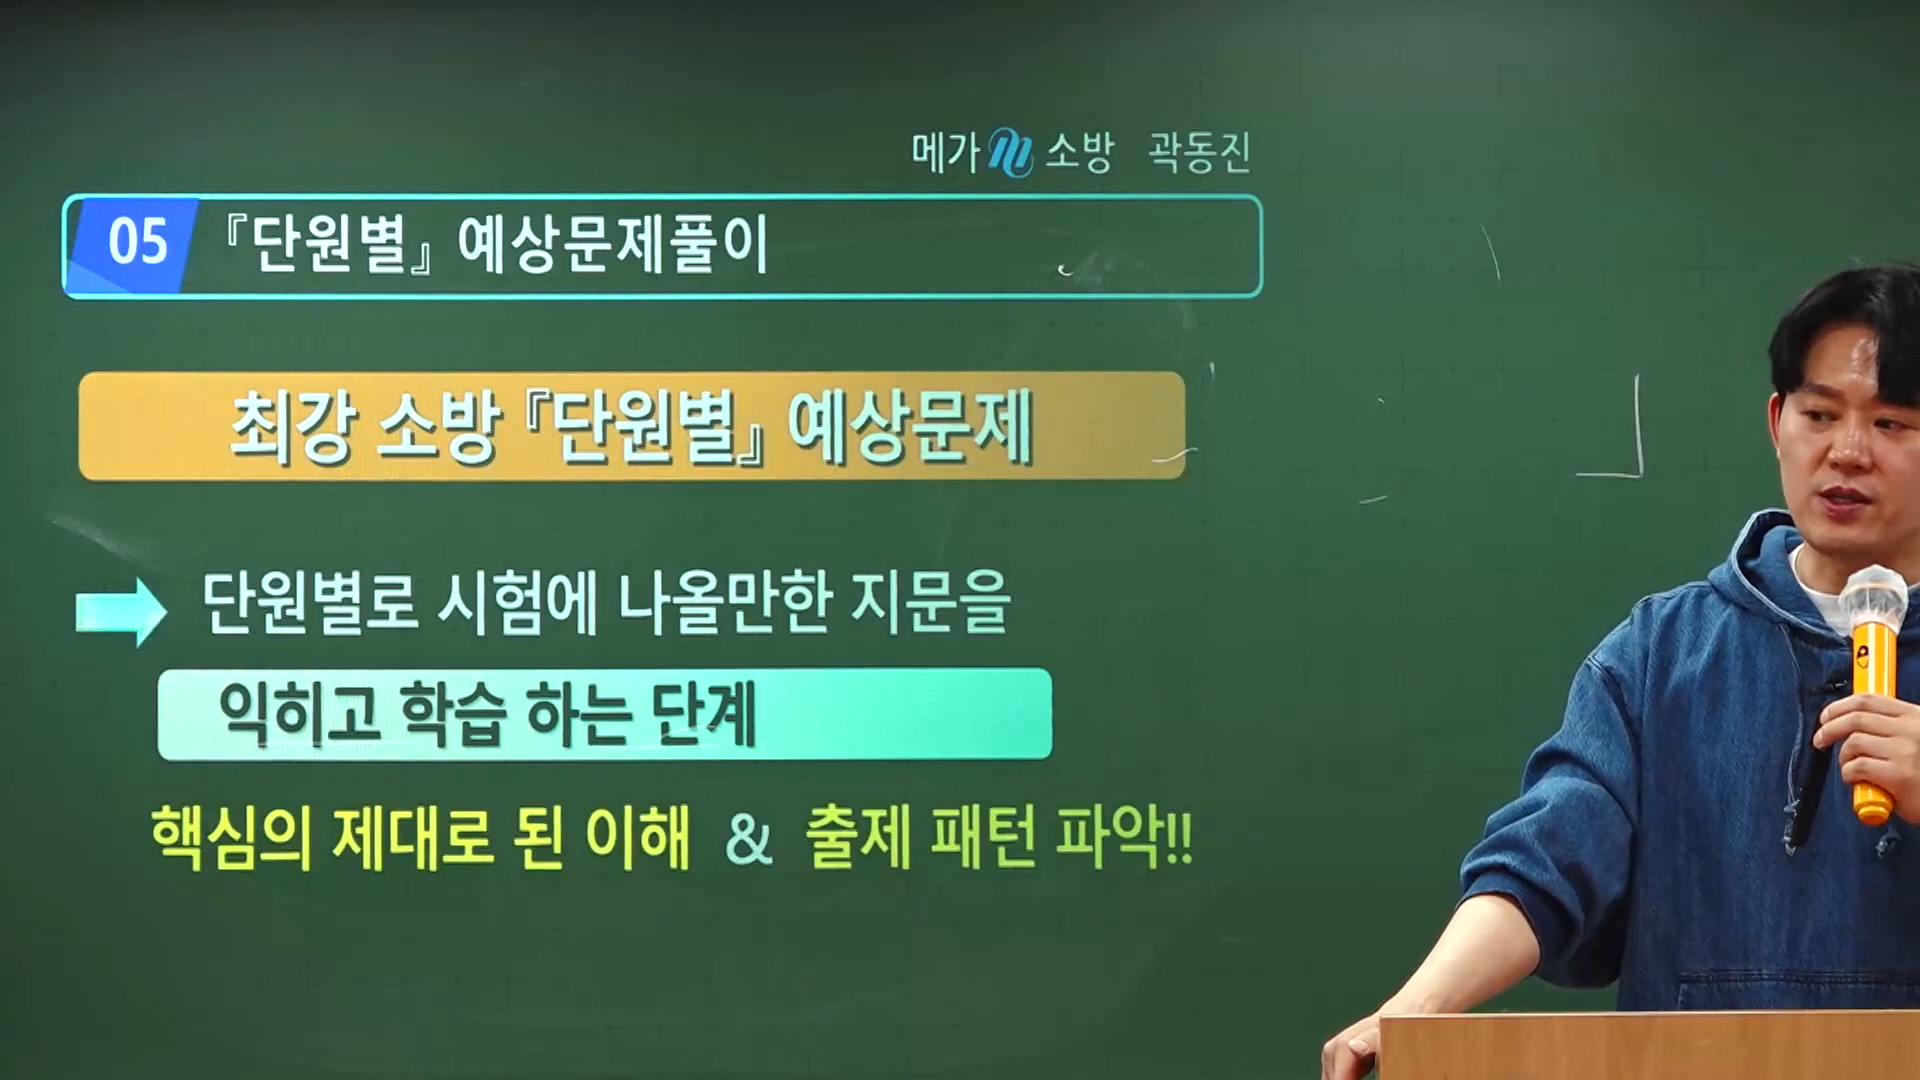 메가 소방 곽동진
05 『단원별』 예상문제풀이
최강 소방 『단원별』 예상문제
단원별로 시험에 나올만한 지문을
익히고 학습 하는 단계
핵심의 제대로 된 이해 & 출제 패턴 파악!!